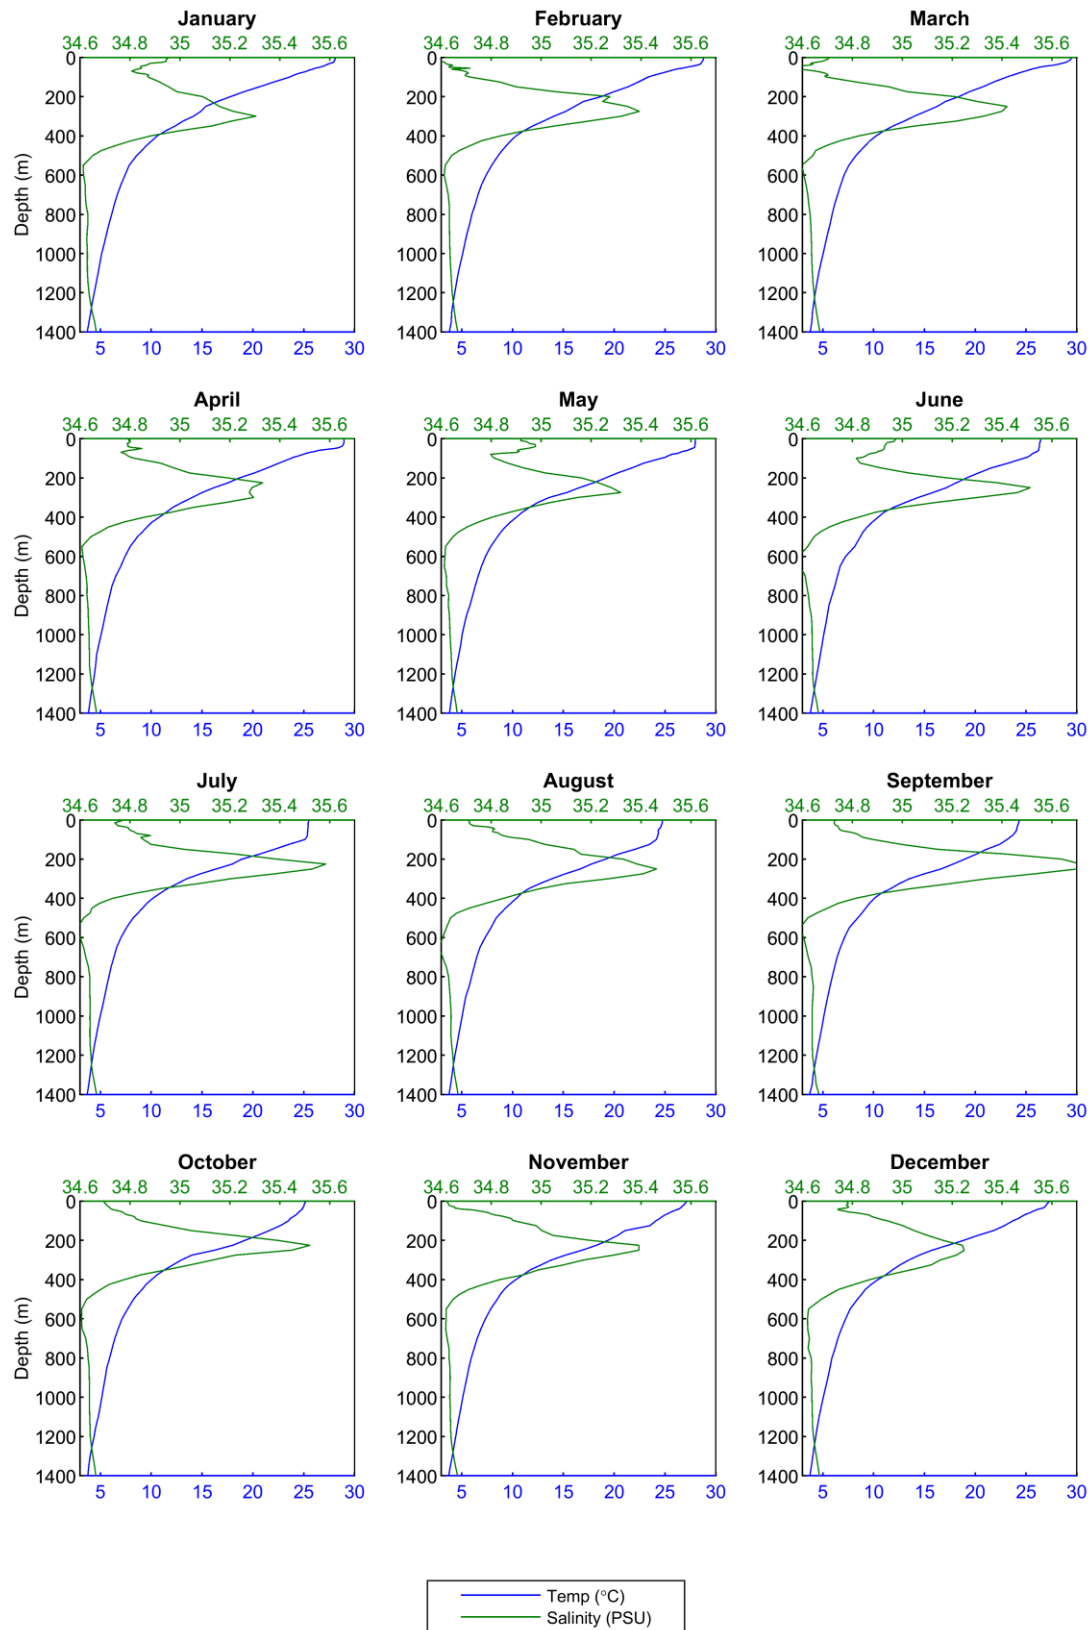 January February March
34.6 34.8 35 35.2 35.4 35.6 34.6 34.8 35 35.2 35.4 35.6 34.6 34.8 35 35.2 35.4 35.6
0 0 0
200 200 200
400 400 400
600 600 600
800 800 800
1000 1000 1000
1200 1200 1200
1400 1400 1400
Depth (m)
5 10 15 20 25 30 5 10 15 20 25 30 5 10 15 20 25 30
April May June
34.6 34.8 35 35.2 35.4 35.6 34.6 34.8 35 35.2 35.4 35.6 34.6 34.8 35 35.2 35.4 35.6
0 0 0
200 200 200
400 400 400
600 600 600
800 800 800
1000 1000 1000
1200 1200 1200
1400 1400 1400
Depth (m)
5 10 15 20 25 30 5 10 15 20 25 30 5 10 15 20 25 30
July August September
34.6 34.8 35 35.2 35.4 35.6 34.6 34.8 35 35.2 35.4 35.6 34.6 34.8 35 35.2 35.4 35.6
0 0 0
200 200 200
400 400 400
600 600 600
800 800 800
1000 1000 1000
1200 1200 1200
1400 1400 1400
Depth (m)
5 10 15 20 25 30 5 10 15 20 25 30 5 10 15 20 25 30
October November December
34.6 34.8 35 35.2 35.4 35.6 34.6 34.8 35 35.2 35.4 35.6 34.6 34.8 35 35.2 35.4 35.6
0 0 0
200 200 200
400 400 400
600 600 600
800 800 800
1000 1000 1000
1200 1200 1200
1400 1400 1400
Depth (m)
5 10 15 20 25 30 5 10 15 20 25 30 5 10 15 20 25 30
Temp (°C)
Salinity (PSU)